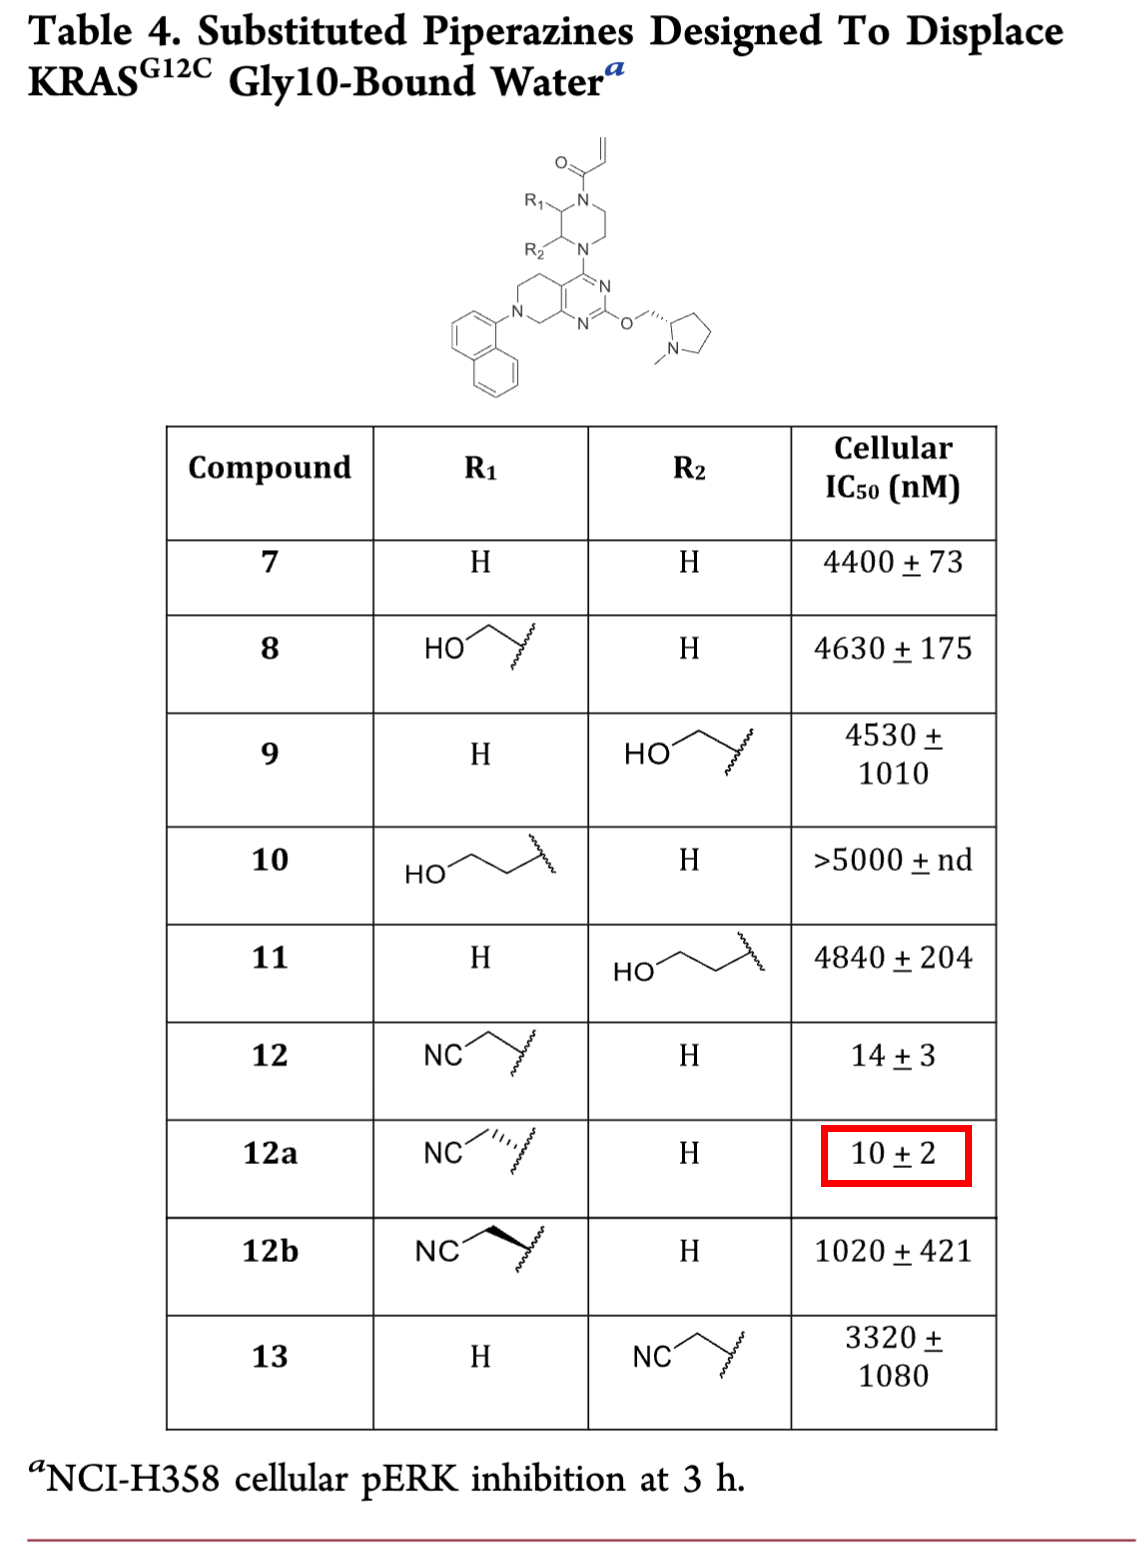 Table 4. Substituted Piperazines Designed To Displace
KRASG12C Gly10-Bound Watera
O
R1 N
R2 N
N
N
N O
N
Compound R1 R2 Cellular IC50 (nM)
7 H H 4400 ± 73
8 HO H 4630 ± 175
9 H HO 4530 ± 1010
10 HO H >5000 ± nd
11 H HO 4840 ± 204
12 NC H 14 ± 3
12a NC H 10 ± 2
12b NC H 1020 ± 421
13 H NC 3320 ± 1080
aNCI-H358 cellular pERK inhibition at 3 h.